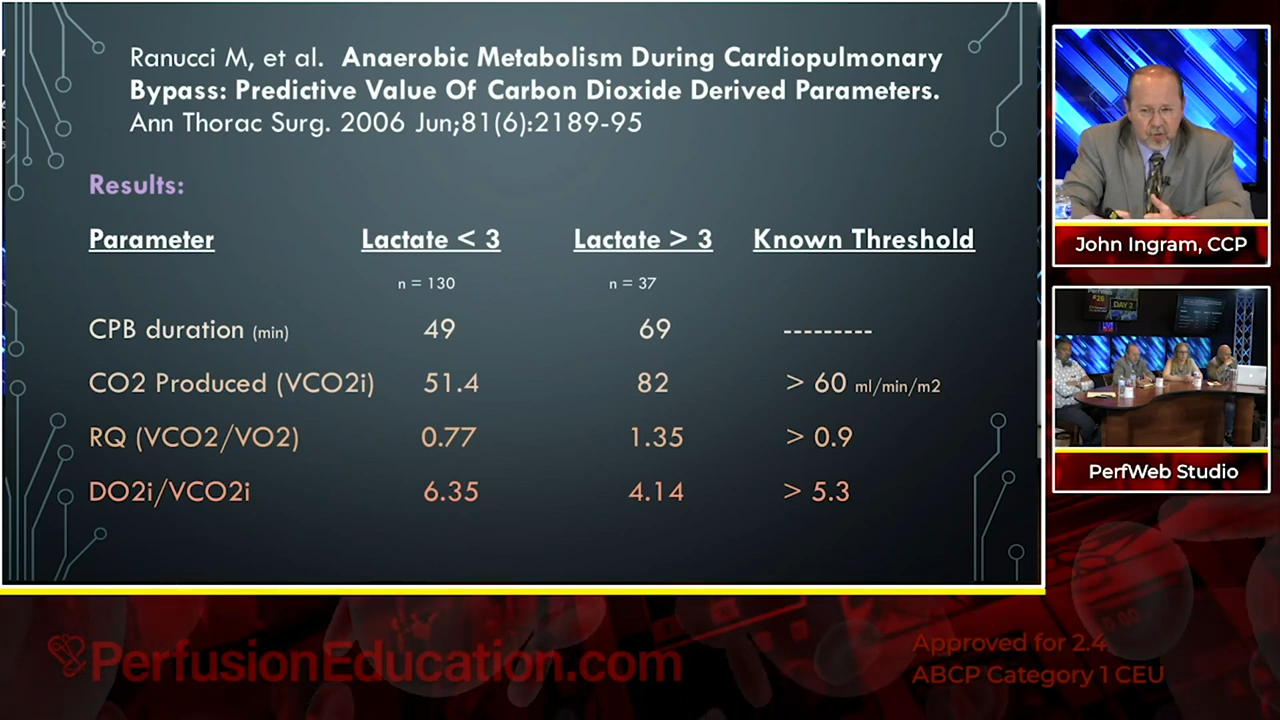 Ranucci M, et al. Anaerobic Metabolism During Cardiopulmonary
Bypass: Predictive Value Of Carbon Dioxide Derived Parameters.
Ann Thorac Surg. 2006 Jun;81(6):2189-95
Results:
Parameter Lactate < 3 Lactate > 3 Known Threshold
n = 130 n = 37
CPB duration (min) 49 69 ---------
CO2 Produced (VCO2i) 51.4 82 > 60 ml/min/m2
RQ (VCO2/VO2) 0.77 1.35 > 0.9
DO2i/VCO2i 6.35 4.14 > 5.3
John Ingram, CCP
DAY 2
PerfWeb Studio
PerfusionEducation.com
Approved for 2.4
ABCP Category 1 CEU